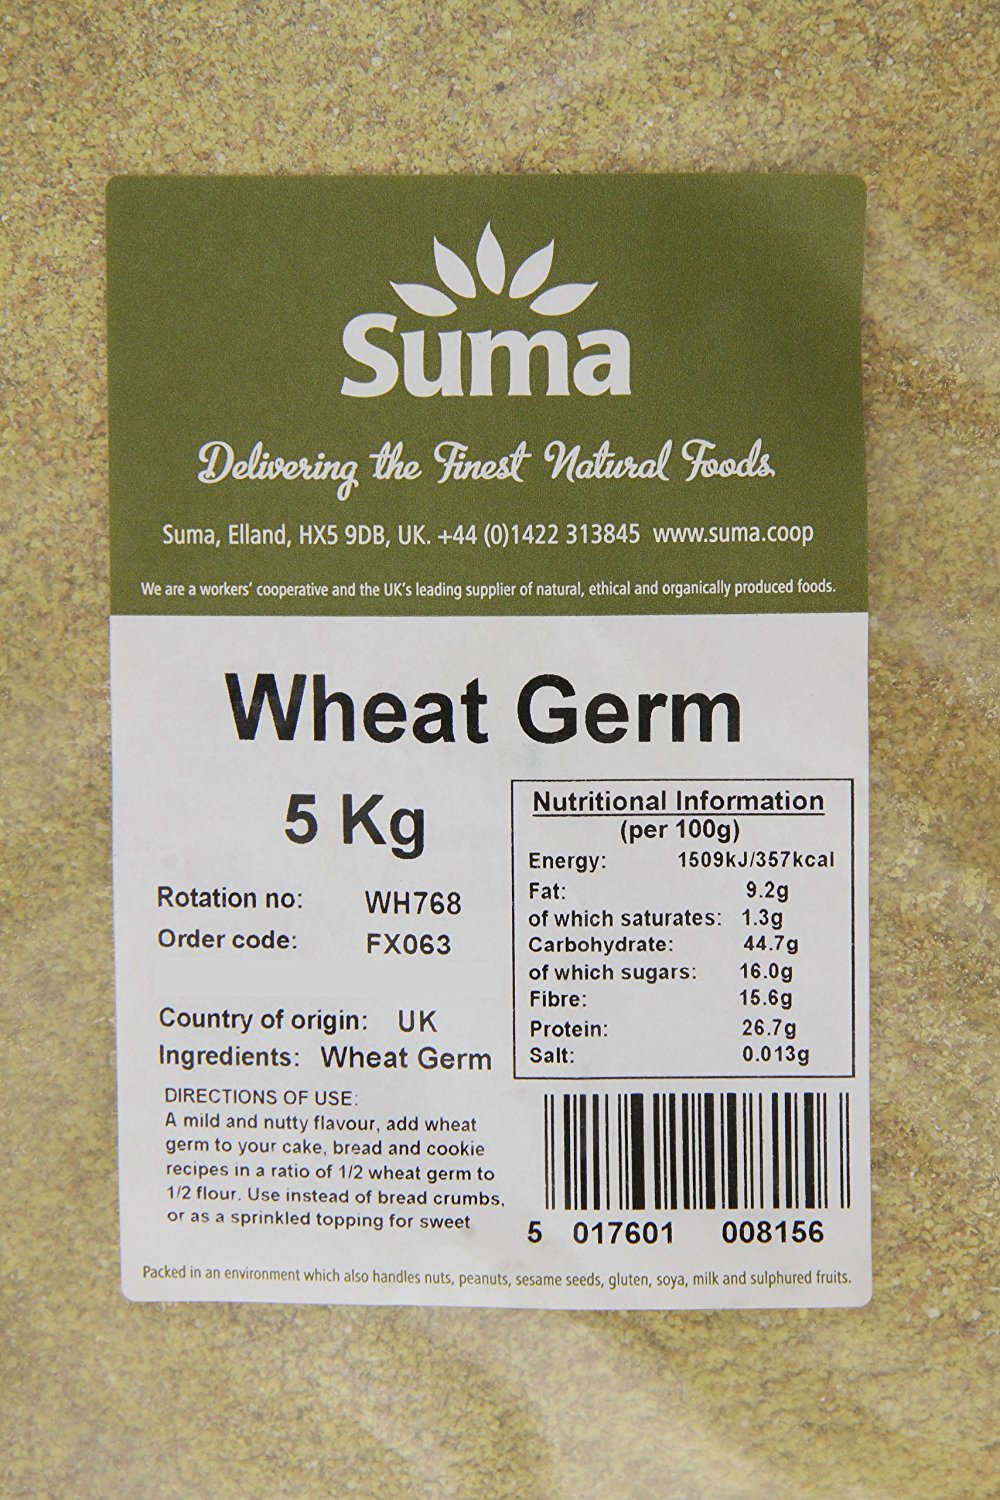 Suma
Delivering the Finest Natural Foods
Suma, Elland, HX5 9DB, UK. +44 (0)1422 313845 www.suma.coop
We are a workers' cooperative and the UK's leading supplier of natural, ethical and organically produced foods.
Wheat Germ
5 Kg
Rotation no: WH768
Order code: FX063
Country of origin: UK
Ingredients: Wheat Germ
DIRECTIONS OF USE:
A mild and nutty flavour, add wheat
germ to your cake, bread and cookie
recipes in a ratio of 1/2 wheat germ to
1/2 flour. Use instead of bread crumbs,
or as a sprinkled topping for sweet
Nutritional Information
(per 100g)
Energy: 1509kJ/357kcal
Fat: 9.2g
of which saturates: 1.3g
Carbohydrate: 44.7g
of which sugars: 16.0g
Fibre: 15.6g
Protein: 26.7g
Salt: 0.013g
5 017601 008156
Packed in an environment which also handles nuts, peanuts, sesame seeds, gluten, soya, milk and sulphured fruits.